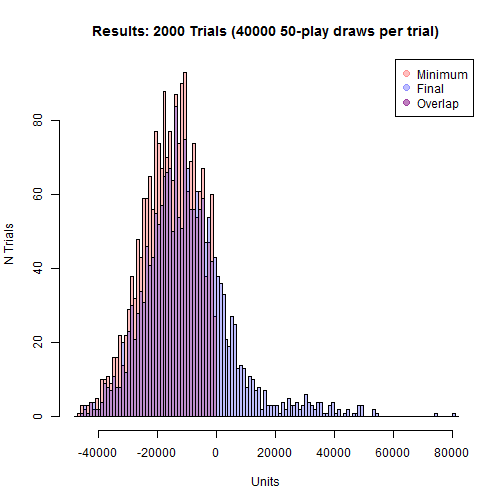 Results: 2000 Trials (40000 50-play draws per trial)
Minimum
Final
Overlap
80
60
40
20
0
N Trials
-40000 -20000 0 20000 40000 60000 80000
Units